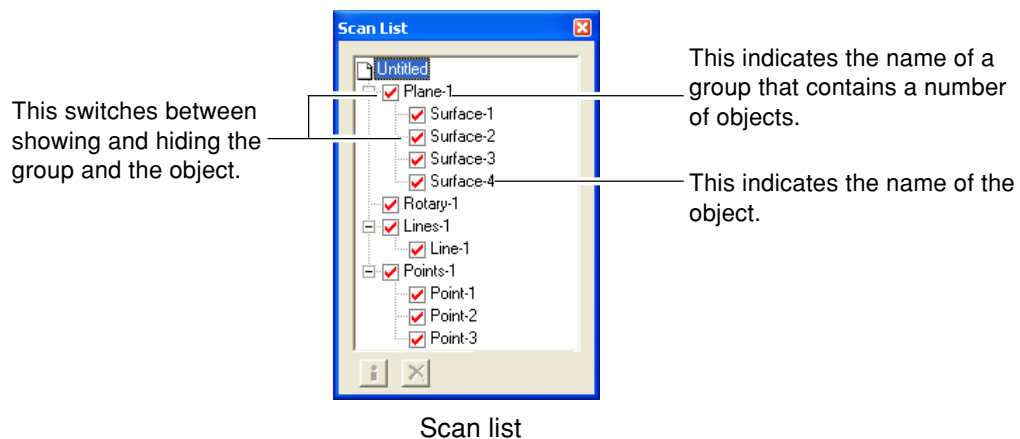 Scan List
Untitled
Plane-1
Surface-1
Surface-2
Surface-3
Surface-4
Rotary-1
Lines-1
Line-1
Points-1
Point-1
Point-2
Point-3
This switches between
showing and hiding the
group and the object.
This indicates the name of a
group that contains a number
of objects.
This indicates the name of the
object.
Scan list